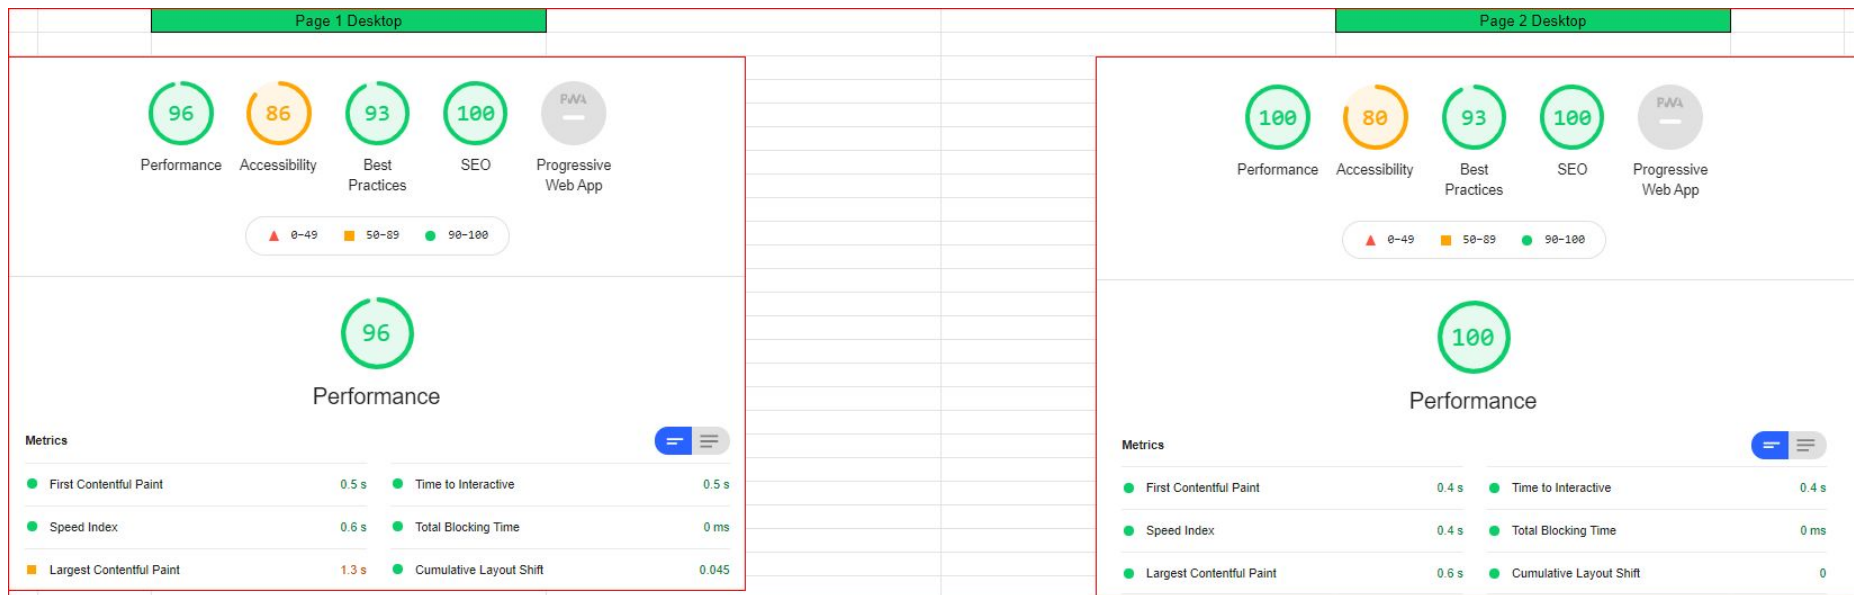 Page 1 Desktop
96
86
93
100
PWA
Performance
Accessibility
Best
Practices
SEO
Progressive
Web App
0–49
50–89
90–100
96
Performance
Metrics
First Contentful Paint 0.5 s
Time to Interactive 0.5 s
Speed Index 0.6 s
Total Blocking Time 0 ms
Largest Contentful Paint 1.3 s
Cumulative Layout Shift 0.045
Page 2 Desktop
100
80
93
100
PWA
Performance
Accessibility
Best
Practices
SEO
Progressive
Web App
0–49
50–89
90–100
100
Performance
Metrics
First Contentful Paint 0.4 s
Time to Interactive 0.4 s
Speed Index 0.4 s
Total Blocking Time 0 ms
Largest Contentful Paint 0.6 s
Cumulative Layout Shift 0